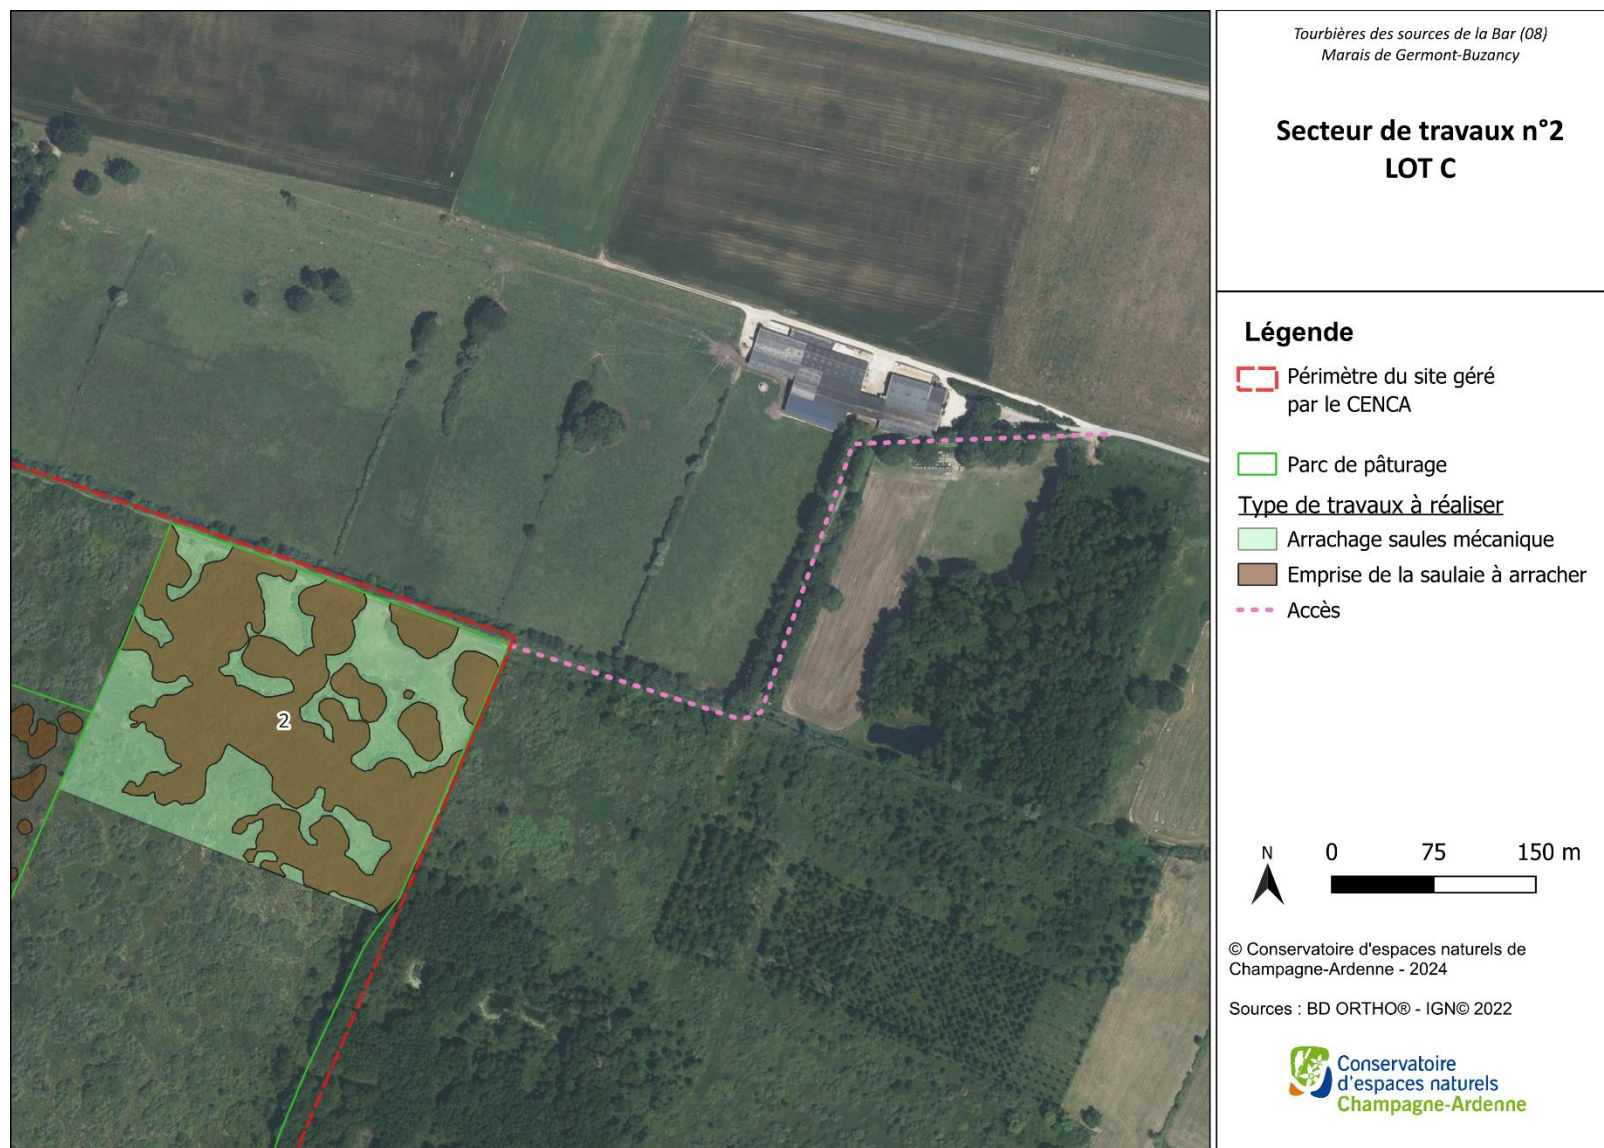 Tourbières des sources de la Bar (08)
Marais de Germont-Buzancy
Secteur de travaux n°2
LOT C
Légende
Périmètre du site géré
par le CENCA
Parc de pâturage
Type de travaux à réaliser
Arrachage saules mécanique
Emprise de la saulaie à arracher
Accès
2
N
0 75 150 m
© Conservatoire d'espaces naturels de
Champagne-Ardenne - 2024
Sources : BD ORTHO® - IGN© 2022
Conservatoire
d'espaces naturels
Champagne-Ardenne